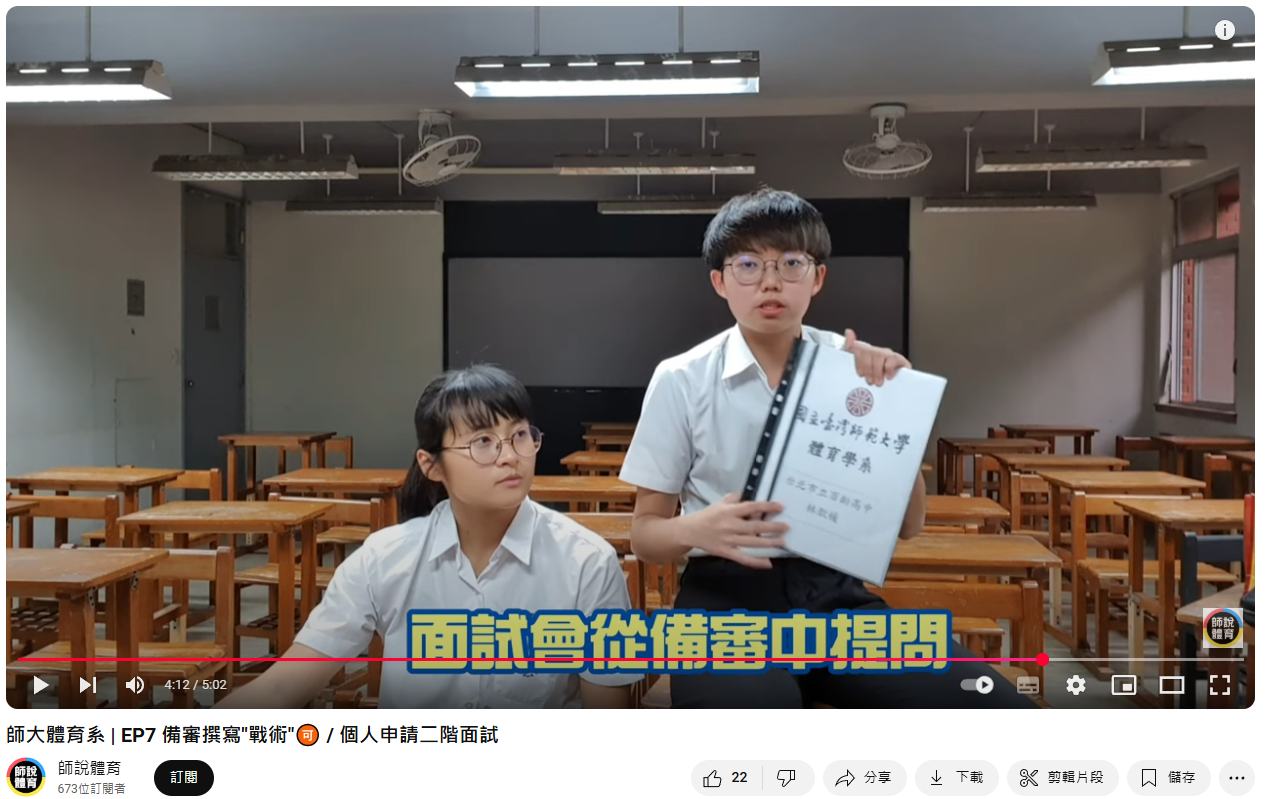 國立臺灣師範大學
體育學系
台北市立百齡高中
面試會從備審中提問
師說
體育
4:12 / 5:02
師大體育系 | EP7 備審撰寫"戰術"🉑 / 個人申請二階面試
師說
體育
師說體育
673位訂閱者
訂閱
22
分享
下載
剪輯片段
儲存